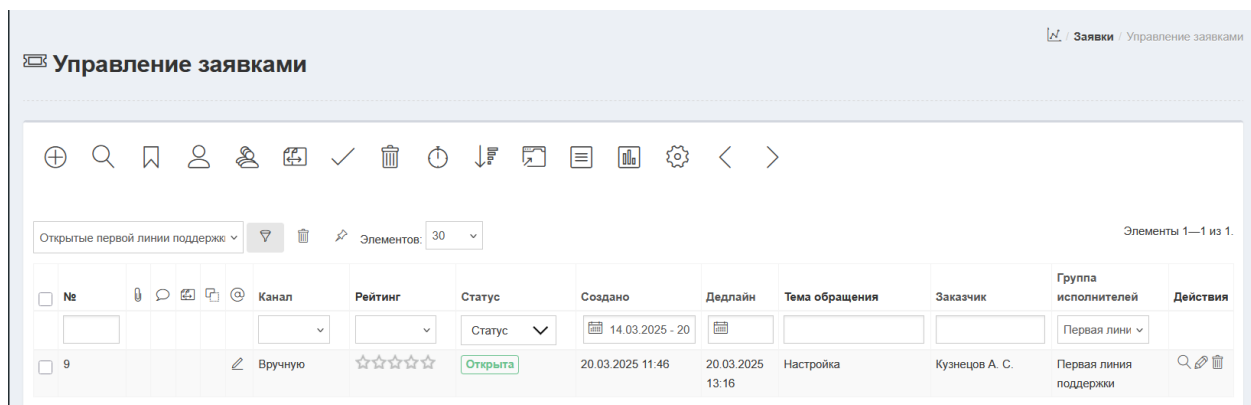 / Заявки / Управление заявками
Управление заявками
Открытые первой линии поддержки
Элементов: 30
Элементы 1—1 из 1.
№ @ Канал Рейтинг Статус Создано Дедлайн Тема обращения Заказчик Группа исполнителей Действия
Статус 14.03.2025 - 20 Первая лини
9 Вручную Открыта 20.03.2025 11:46 20.03.2025 13:16 Настройка Кузнецов А. С. Первая линия поддержки